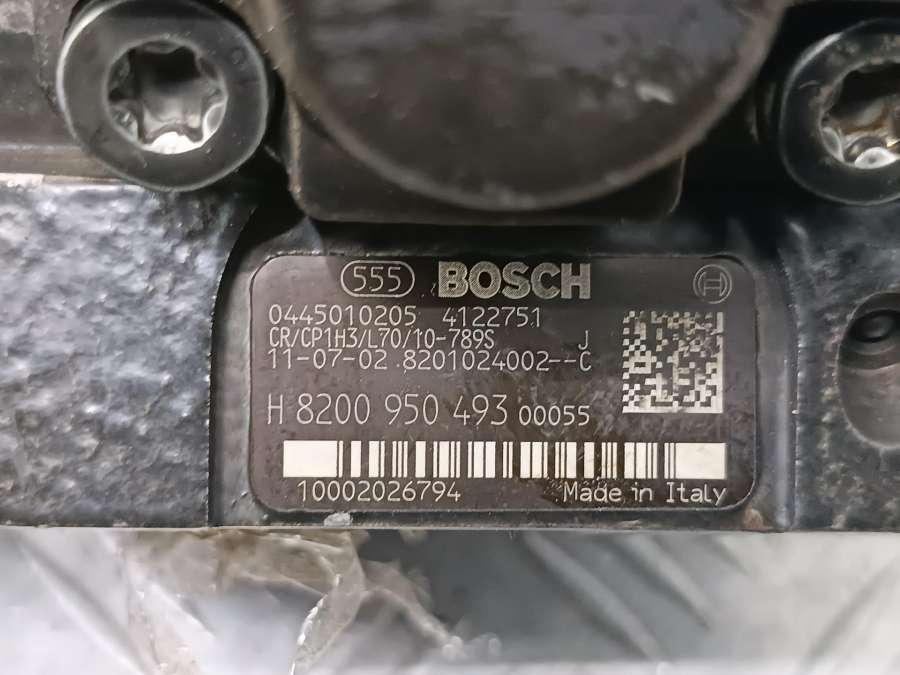 555 BOSCH H
0445010205 4122751
CR/CP1H3/L70/10-789S J
11-07-02 8201024002--C
H 8200 950 493 00055
10002026794 Made in Italy